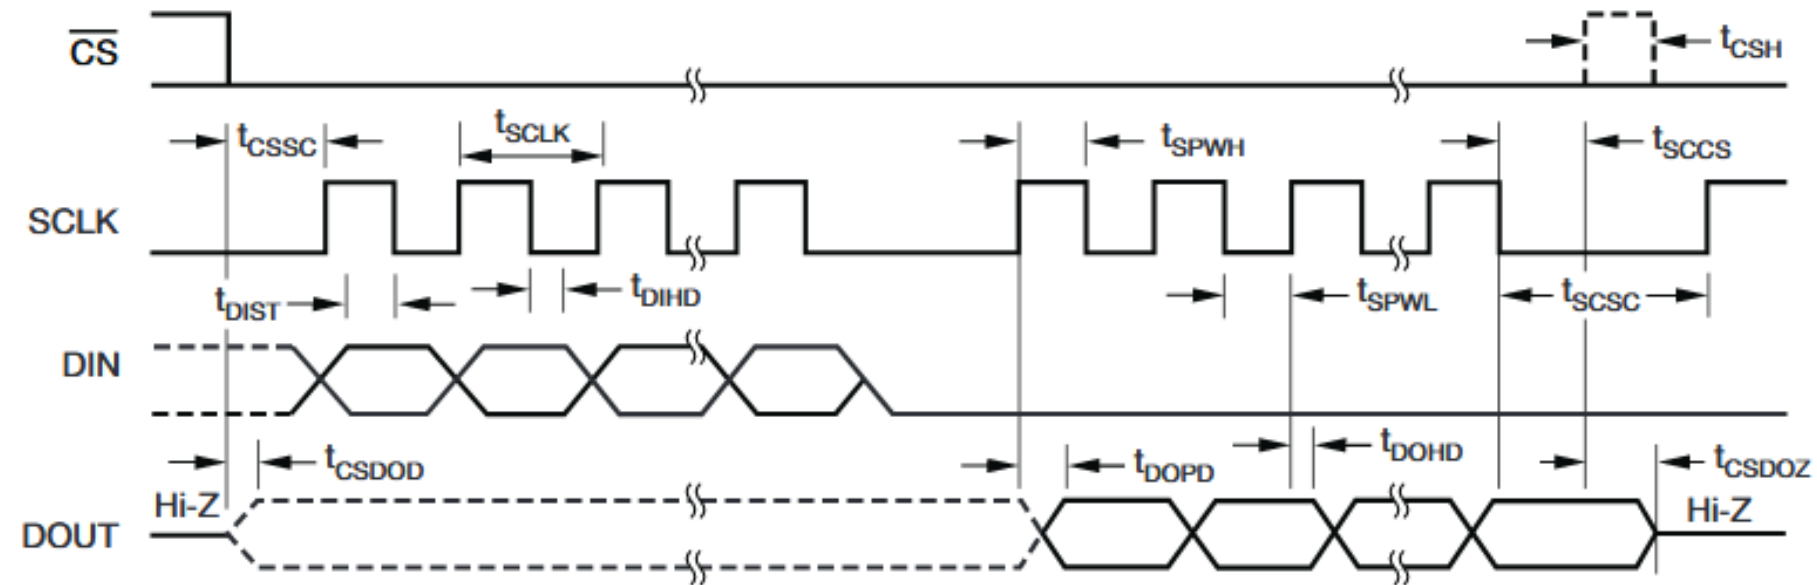 CS
tCSH
tCSSC
tSCLK
tSPWH
tSCCS
SCLK
tDIST
tDIHD
tSPWL
tSCSC
DIN
tCSDOD
tDOPD
tDOHD
tCSDOZ
Hi-Z
Hi-Z
DOUT